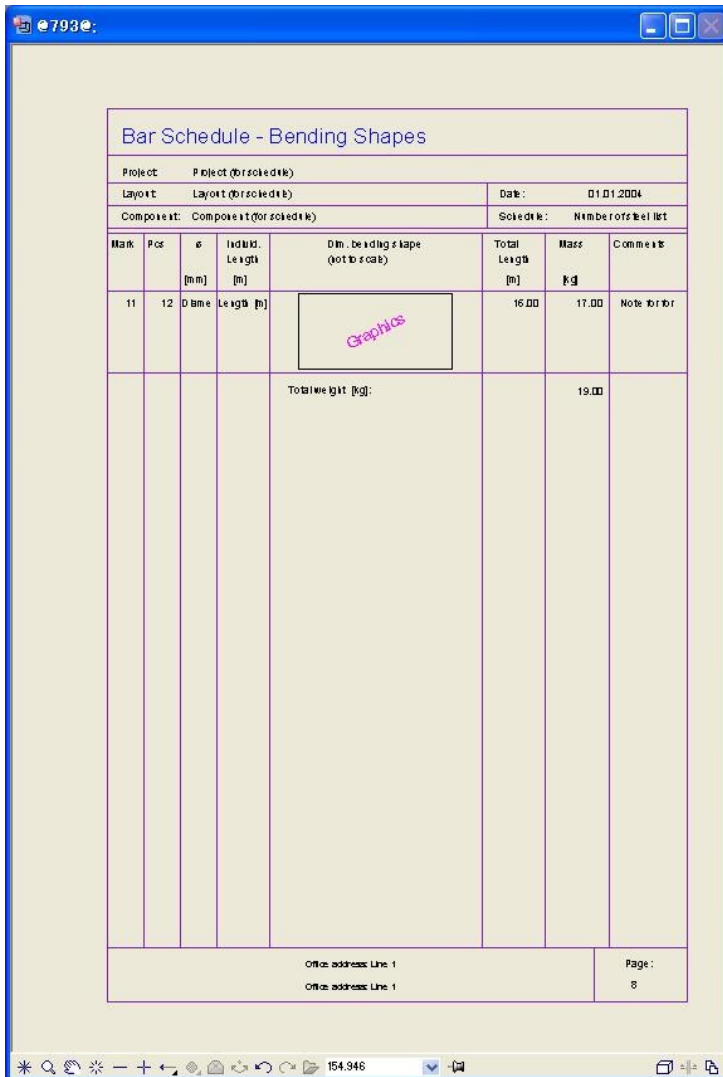 @793@:
Bar Schedule - Bending Shapes
Project: Project (for schedule)
Layout: Layout (for schedule) Date: 01.01.2004
Component: Component (for schedule) Schedule: Number of steel list
Mark Pcs ø Individ. Dim. bending shape Total Mass Comments
Length (not to scale) Length
[mm] [m] [m] [kg]
11 12 Diame Length [m] Graphics 16.00 17.00 Note for for
Total weight [kg]: 19.00
Office address: Line 1 Page:
Office address: Line 1 8
154.946